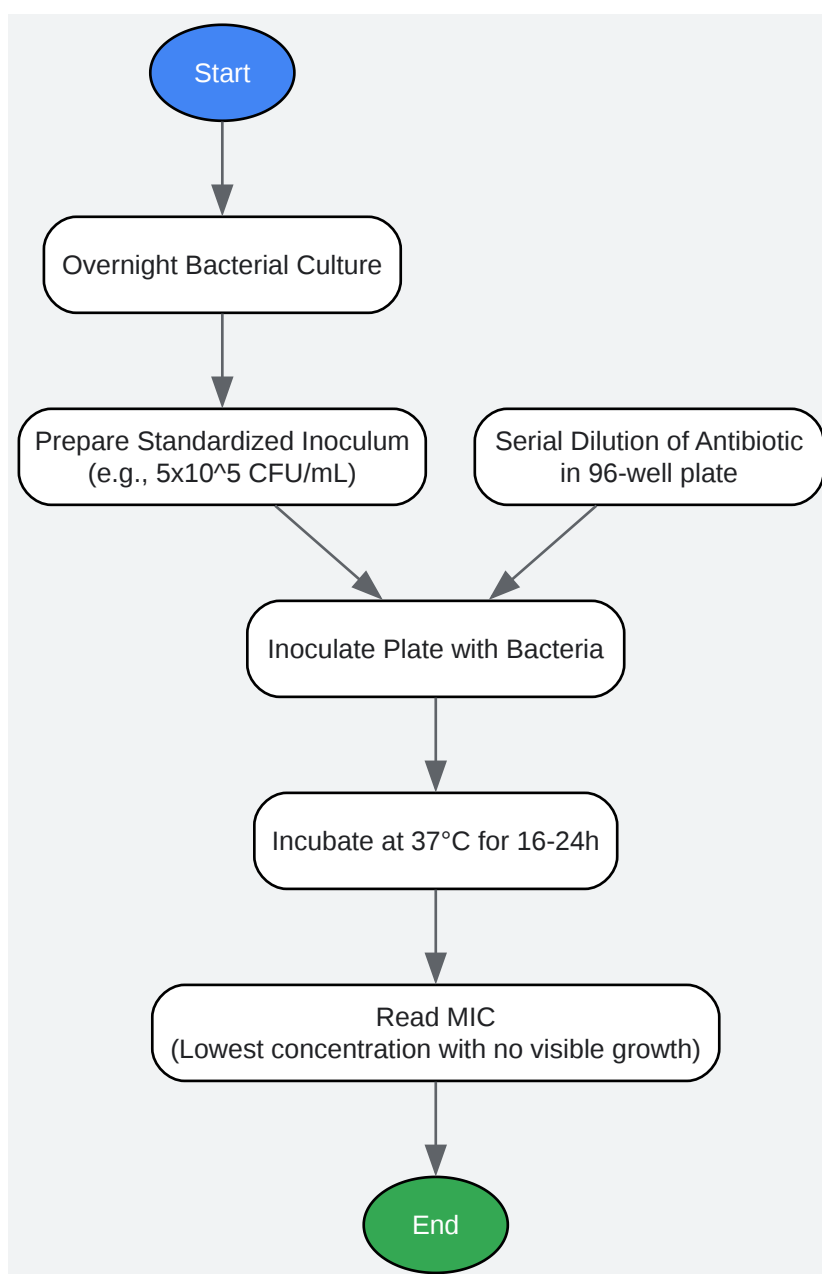 Start
Overnight Bacterial Culture
Prepare Standardized Inoculum
(e.g., 5x10^5 CFU/mL)
Serial Dilution of Antibiotic
in 96-well plate
Inoculate Plate with Bacteria
Incubate at 37°C for 16-24h
Read MIC
(Lowest concentration with no visible growth)
End